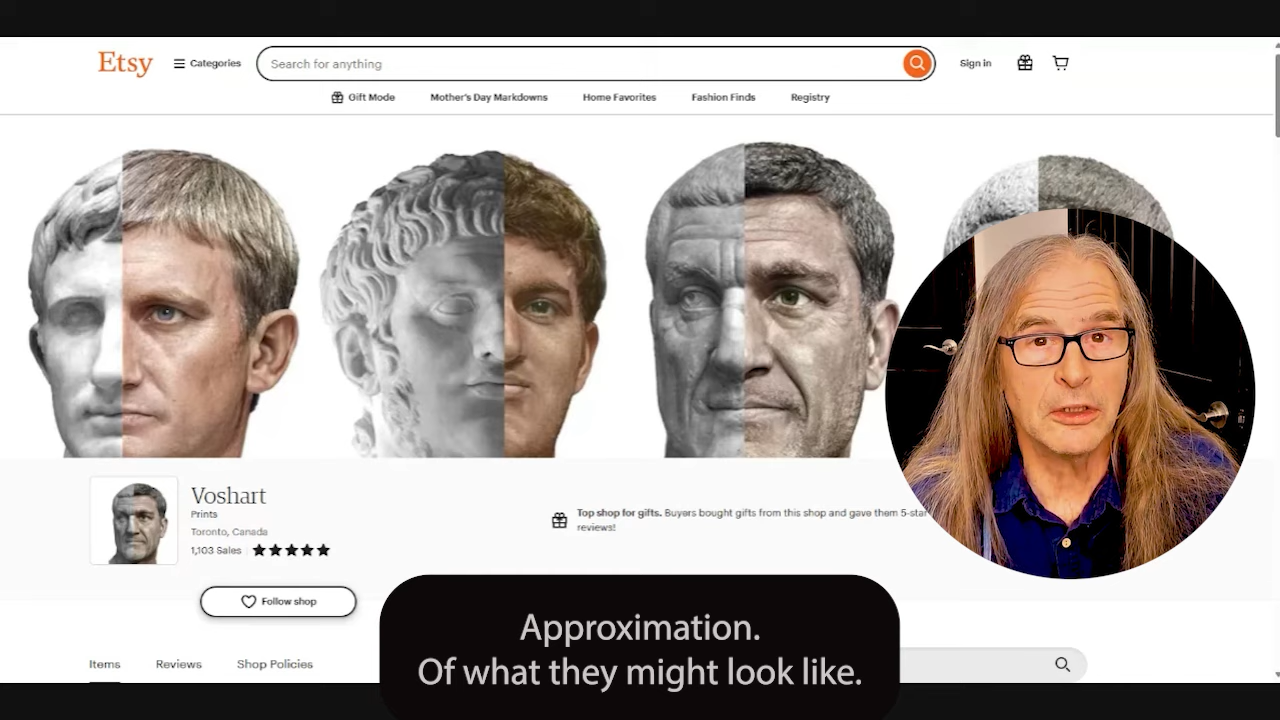 Etsy
Categories
Search for anything
Sign in
Gift Mode
Mother's Day Markdowns
Home Favorites
Fashion Finds
Registry
Voshart
Prints
Toronto, Canada
1,103 Sales
Top shop for gifts. Buyers bought gifts from this shop and gave them 5-star
reviews!
Follow shop
Approximation.
Of what they might look like.
Items
Reviews
Shop Policies